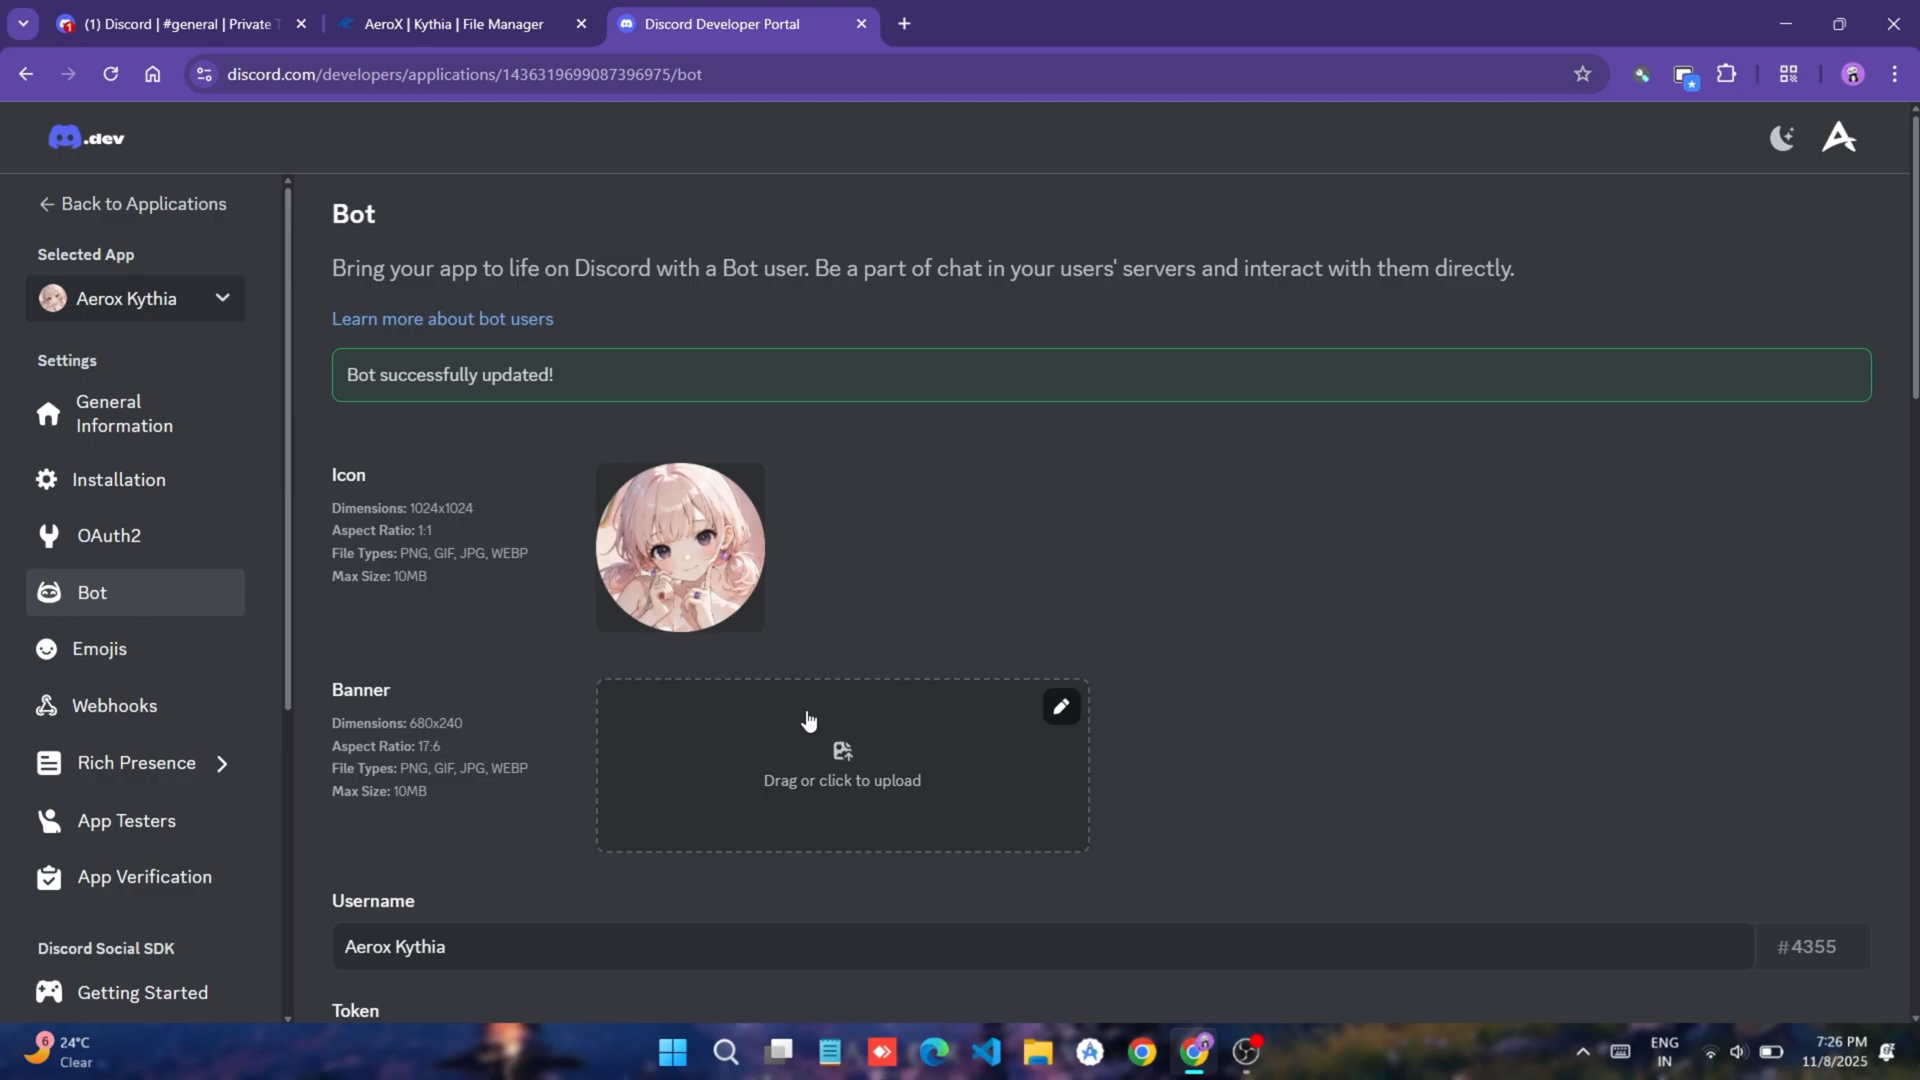 (1) Discord | #general | Private T
AeroX | Kythia | File Manager
Discord Developer Portal
discord.com/developers/applications/1436319699087396975/bot
.dev
Back to Applications
Selected App
Aerox Kythia
Settings
General
Information
Installation
OAuth2
Bot
Emojis
Webhooks
Rich Presence
App Testers
App Verification
Discord Social SDK
Getting Started
Bot
Bring your app to life on Discord with a Bot user. Be a part of chat in your users' servers and interact with them directly.
Learn more about bot users
Bot successfully updated!
Icon
Dimensions: 1024x1024
Aspect Ratio: 1:1
File Types: PNG, GIF, JPG, WEBP
Max Size: 10MB
Banner
Dimensions: 680x240
Aspect Ratio: 17:6
File Types: PNG, GIF, JPG, WEBP
Max Size: 10MB
Drag or click to upload
Username
Aerox Kythia
#4355
Token
6
24°C
Clear
ENG
IN
7:26 PM
11/8/2025